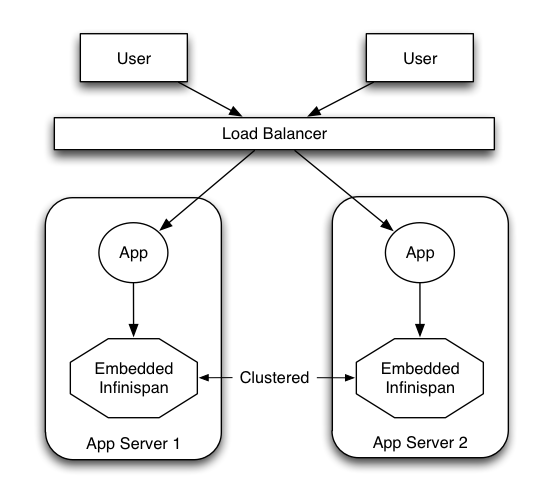 User
User
Load Balancer
App
App
Embedded
Infinispan
Clustered
Embedded
Infinispan
App Server 1
App Server 2